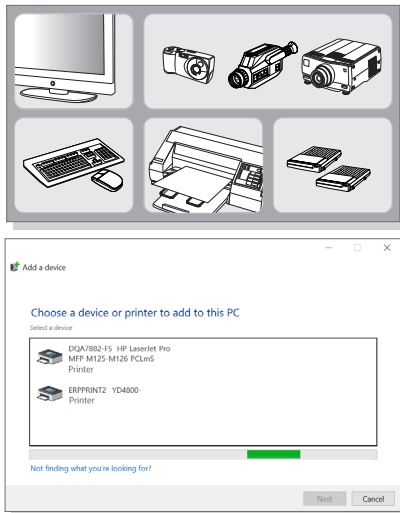 Add a device
Choose a device or printer to add to this PC
Select a device
DQA7882-F5 HP LaserJet Pro
MFP M125-M126 PCLmS
Printer
ERPPRINT2 YD4800-
Printer
Not finding what you're looking for?
Next
Cancel